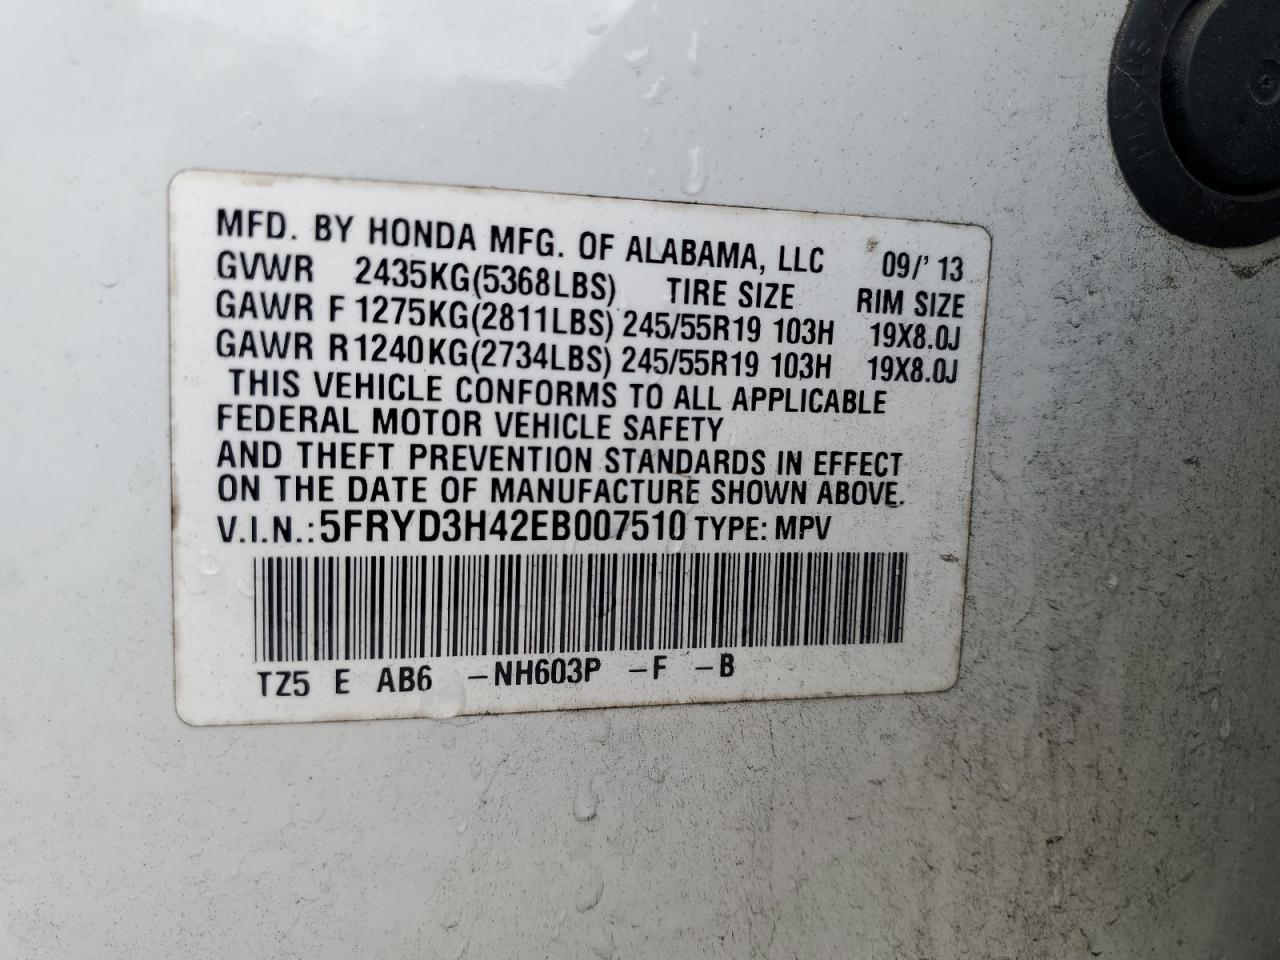 MFD. BY HONDA MFG. OF ALABAMA, LLC 09/'13
GVWR 2435KG(5368LBS) TIRE SIZE RIM SIZE
GAWR F 1275KG(2811LBS) 245/55R19 103H 19X8.0J
GAWR R 1240KG(2734LBS) 245/55R19 103H 19X8.0J
THIS VEHICLE CONFORMS TO ALL APPLICABLE
FEDERAL MOTOR VEHICLE SAFETY
AND THEFT PREVENTION STANDARDS IN EFFECT
ON THE DATE OF MANUFACTURE SHOWN ABOVE.
V.I.N.: 5FRYD3H42EB007510 TYPE: MPV
TZ5 E AB6 -NH603P -F -B